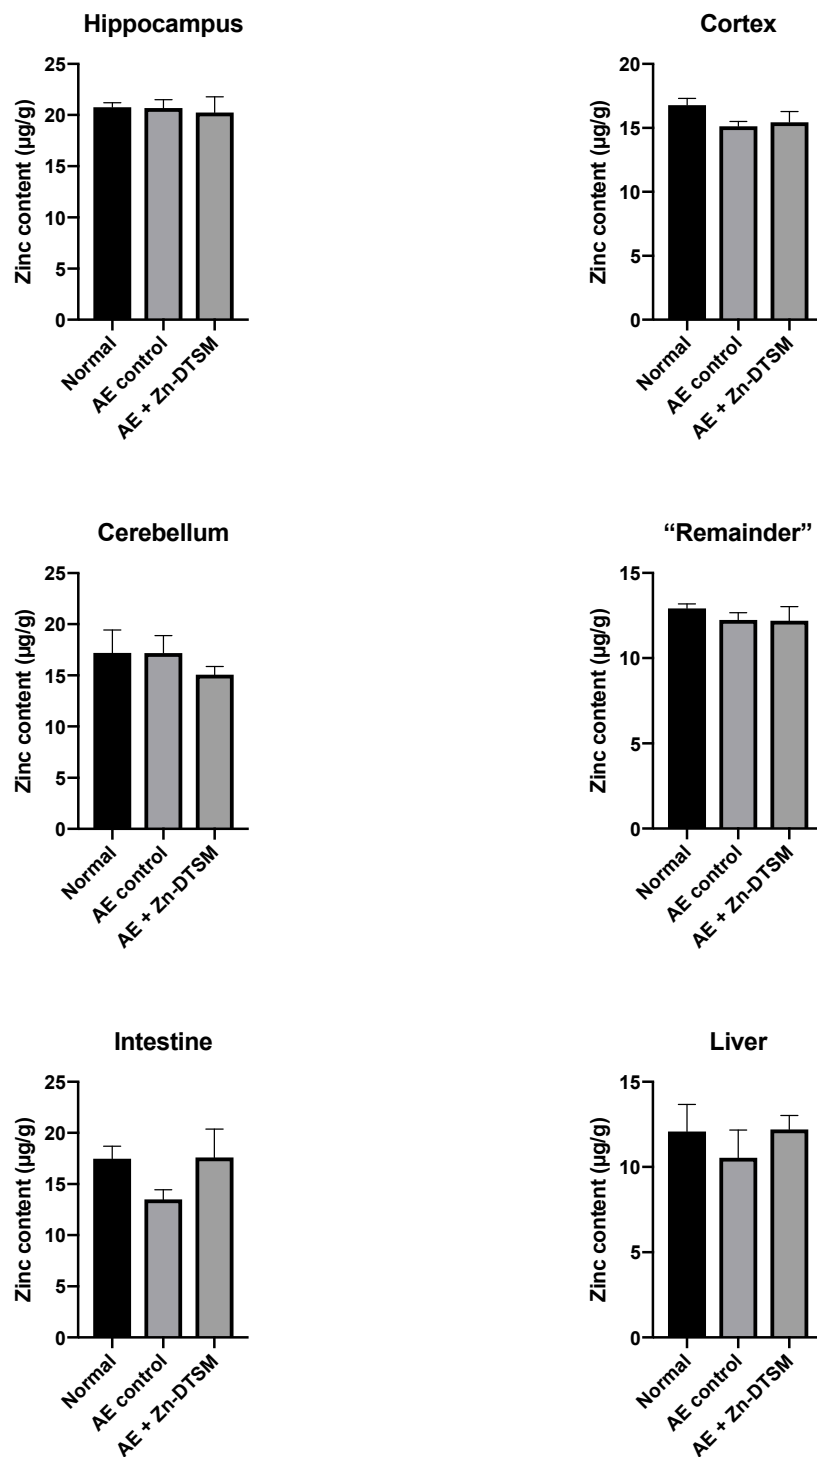 Hippocampus
Zinc content (µg/g)
25
20
15
10
5
0
Normal
AE control
AE + Zn-DTSM
Cortex
Zinc content (µg/g)
20
15
10
5
0
Normal
AE control
AE + Zn-DTSM
Cerebellum
Zinc content (µg/g)
25
20
15
10
5
0
Normal
AE control
AE + Zn-DTSM
“Remainder”
Zinc content (µg/g)
15
10
5
0
Normal
AE control
AE + Zn-DTSM
Intestine
Zinc content (µg/g)
25
20
15
10
5
0
Normal
AE control
AE + Zn-DTSM
Liver
Zinc content (µg/g)
15
10
5
0
Normal
AE control
AE + Zn-DTSM